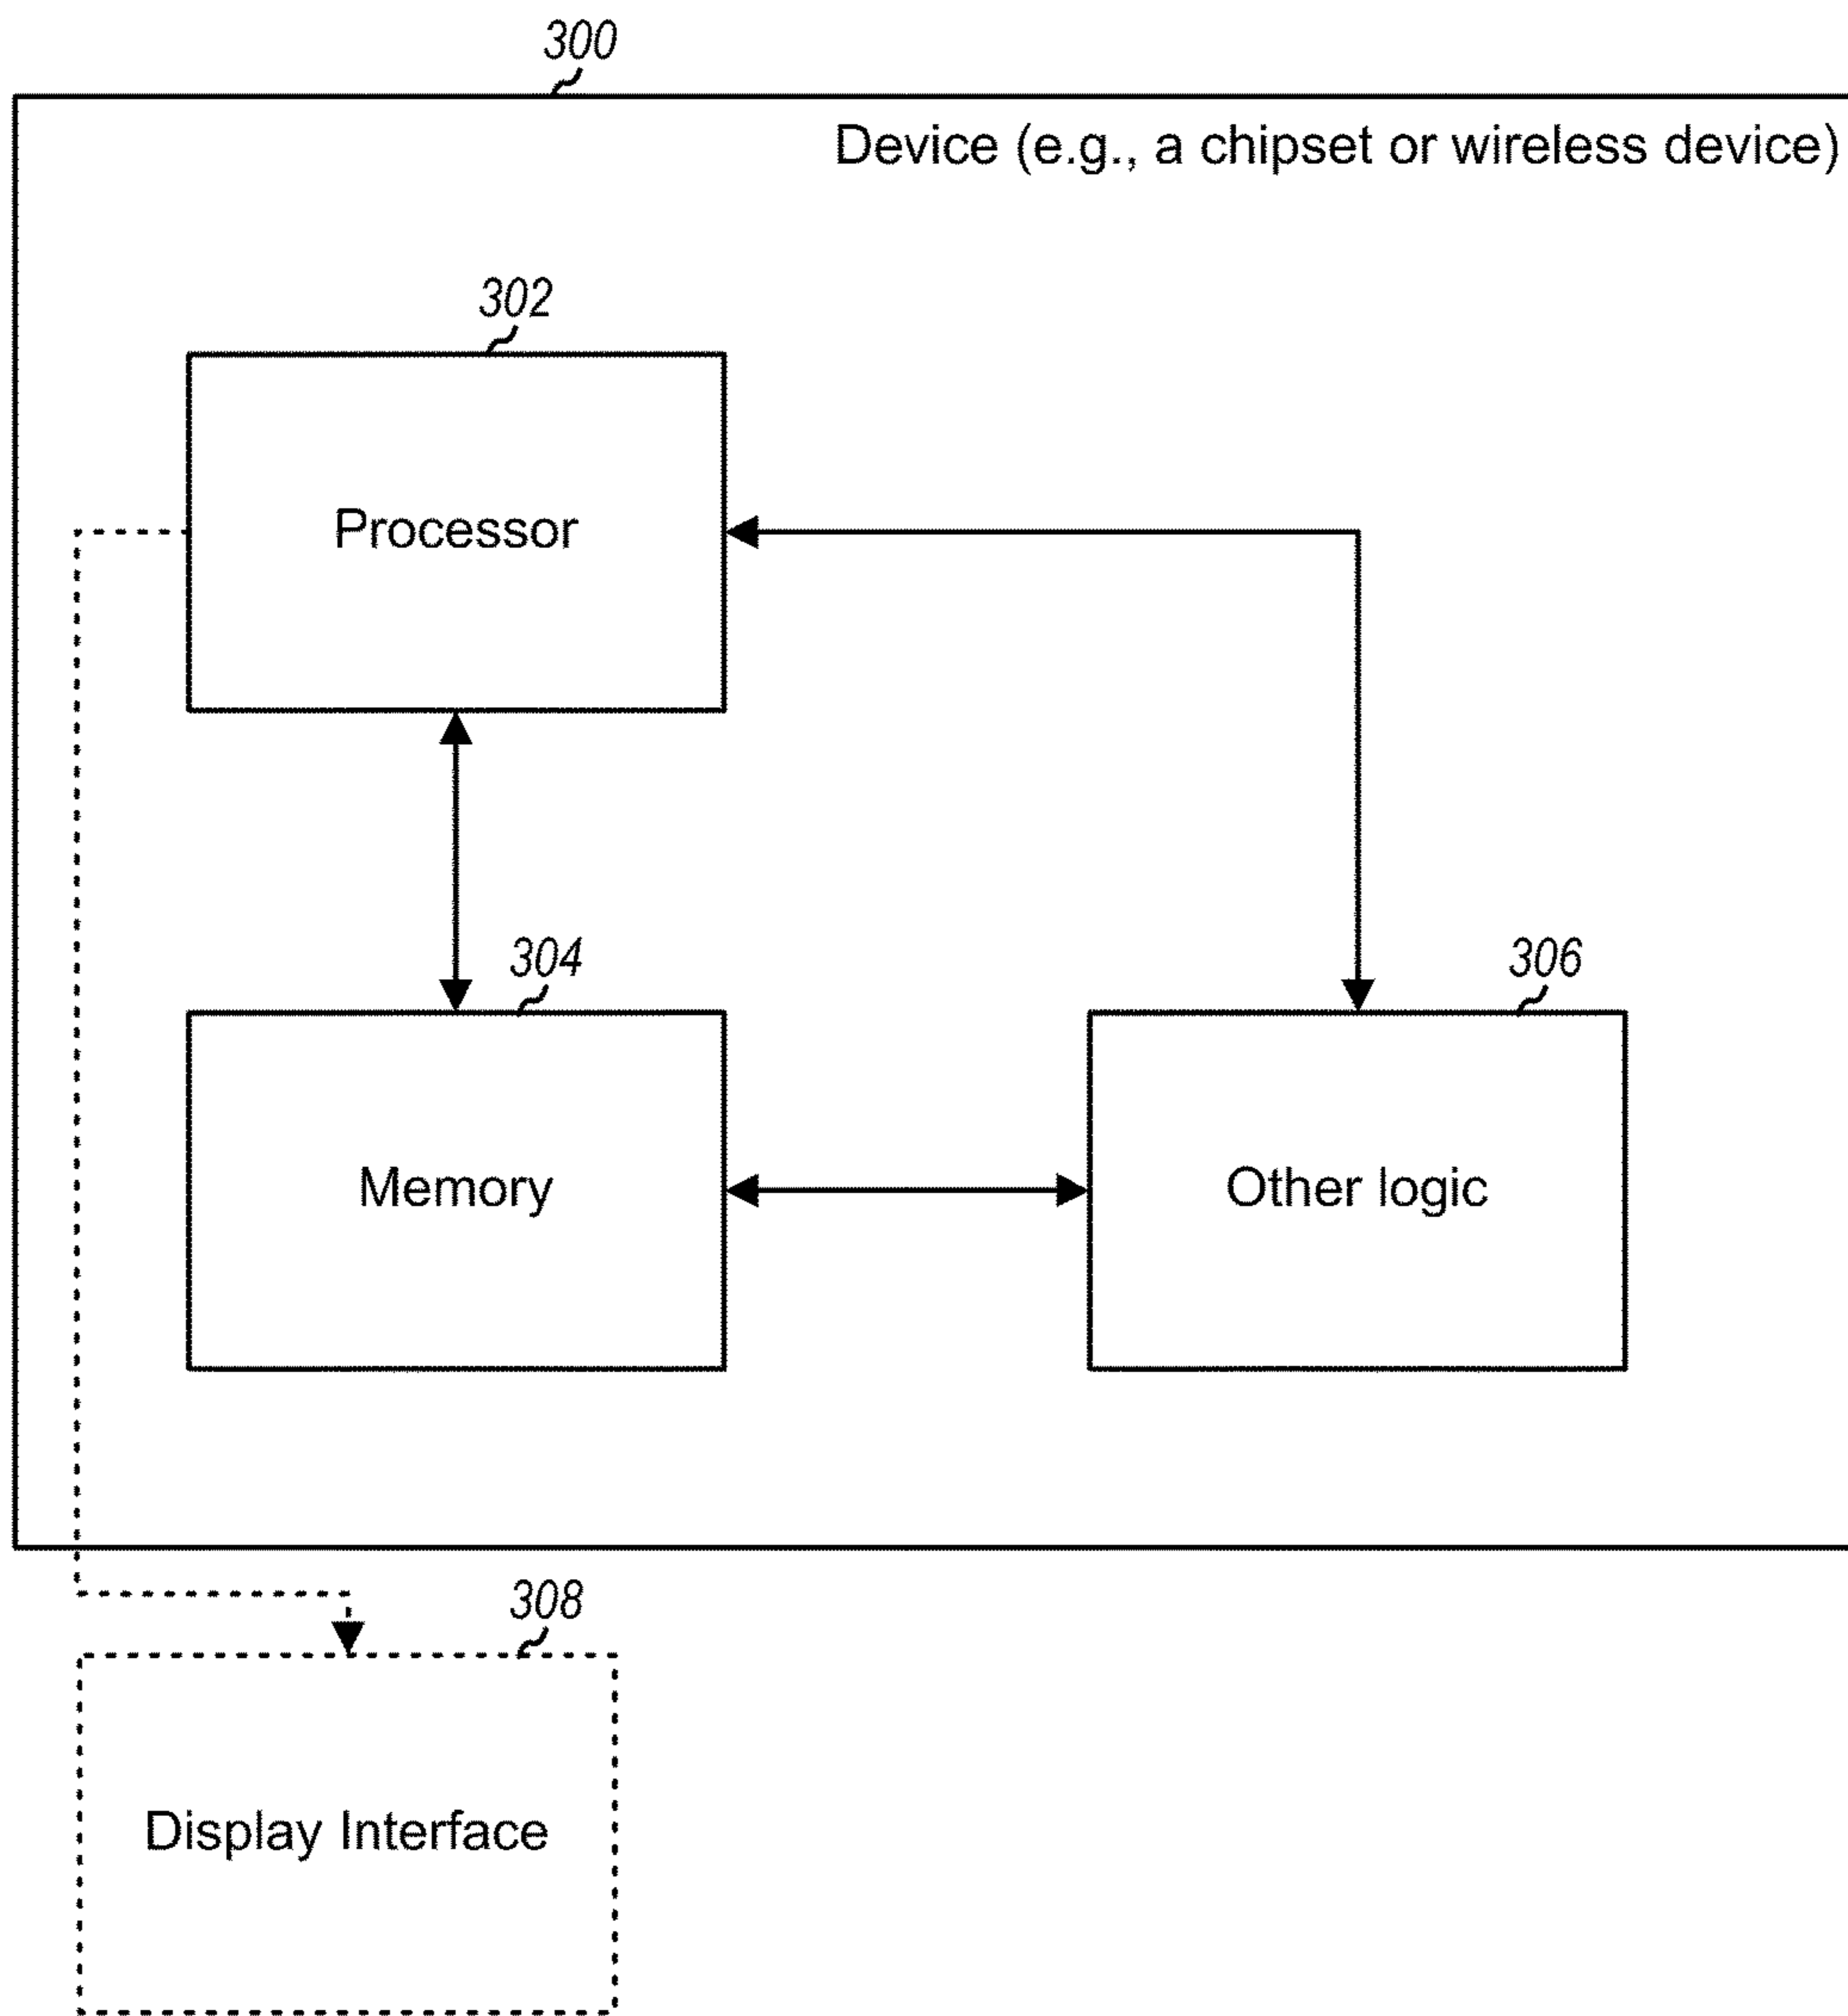 300
Device (e.g., a chipset or wireless device)
302
Processor
304
306
Memory
Other logic
308
Display Interface